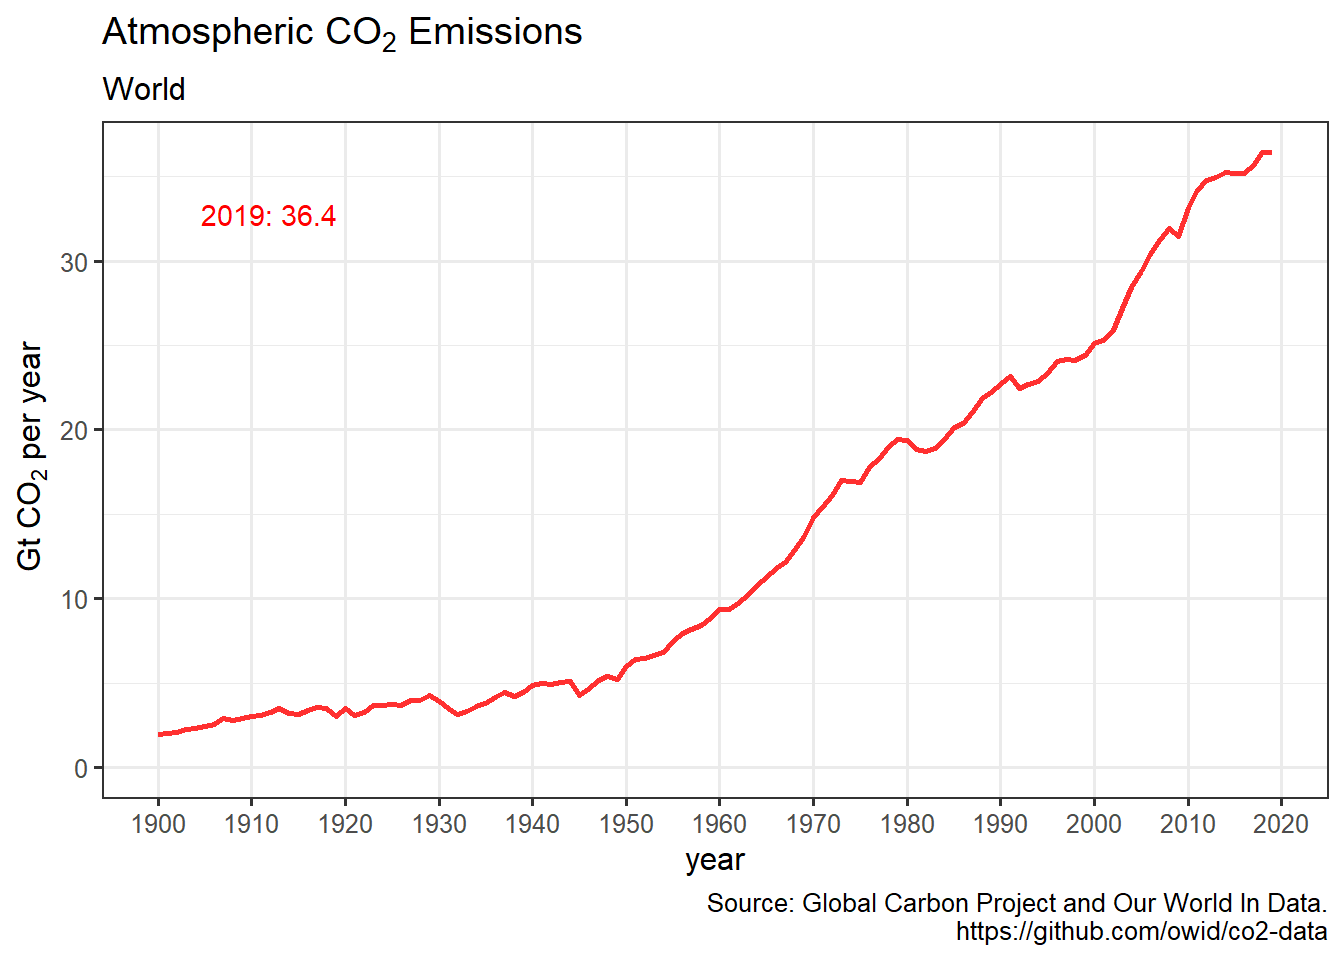 Atmospheric CO₂ Emissions
World
2019: 36.4
Gt CO₂ per year
30
20
10
0
1900 1910 1920 1930 1940 1950 1960 1970 1980 1990 2000 2010 2020
year
Source: Global Carbon Project and Our World In Data.
https://github.com/owid/co2-data